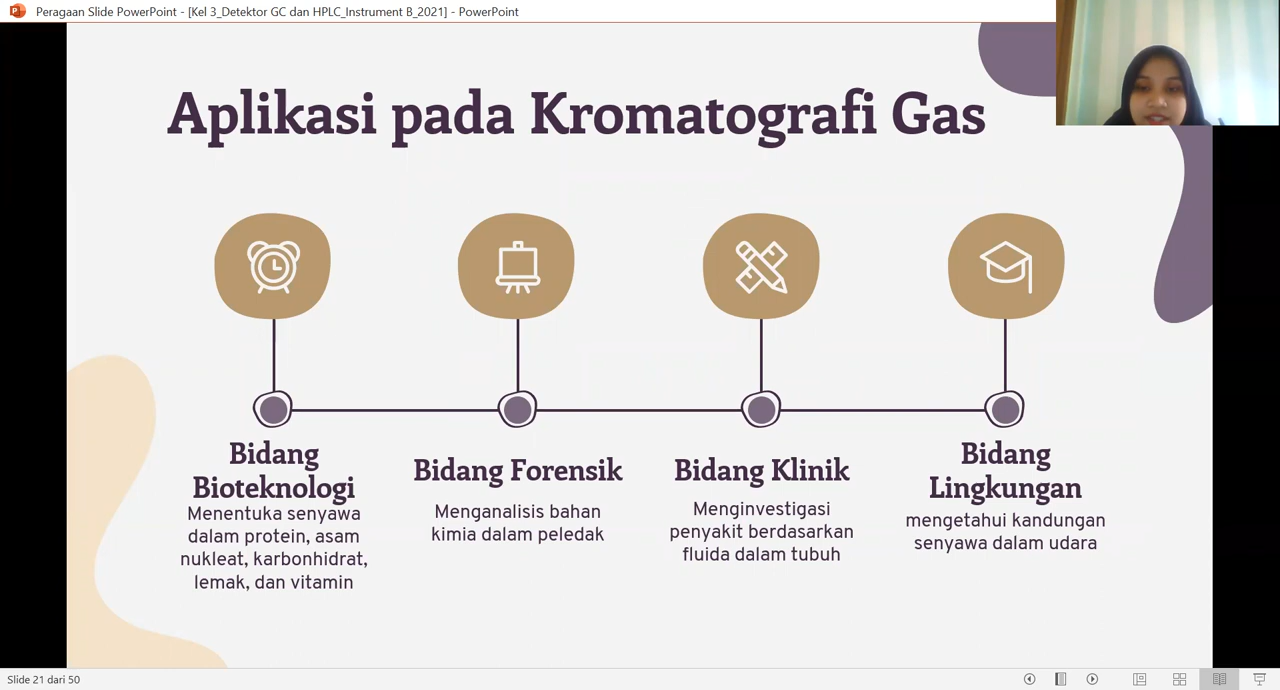 Peragaan Slide PowerPoint - [Kel 3_Detektor GC dan HPLC_Instrument B_2021] - PowerPoint
Aplikasi pada Kromatografi Gas
Bidang
Bioteknologi
Menentuka senyawa
dalam protein, asam
nukleat, karbonhidrat,
lemak, dan vitamin
Bidang Forensik
Menganalisis bahan
kimia dalam peledak
Bidang Klinik
Menginvestigasi
penyakit berdasarkan
fluida dalam tubuh
Bidang
Lingkungan
mengetahui kandungan
senyawa dalam udara
Slide 21 dari 50